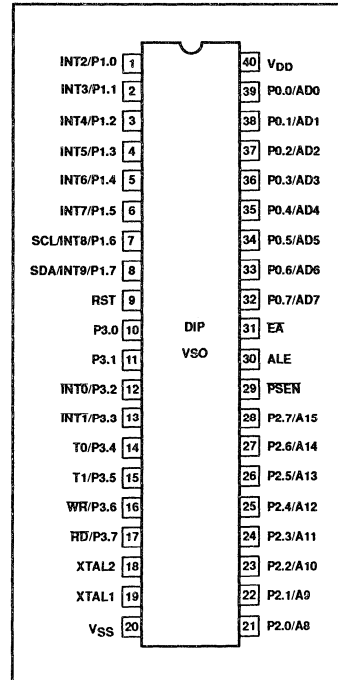 INT2/P1.0 1 40 VDD
INT3/P1.1 2 39 P0.0/AD0
INT4/P1.2 3 38 P0.1/AD1
INT5/P1.3 4 37 P0.2/AD2
INT6/P1.4 5 36 P0.3/AD3
INT7/P1.5 6 35 P0.4/AD4
SCL/INT8/P1.6 7 34 P0.5/AD5
SDA/INT9/P1.7 8 33 P0.6/AD6
RST 9 32 P0.7/AD7
P3.0 10 DIP 31 EA
P3.1 11 VSO 30 ALE
INT0/P3.2 12 29 PSEN
INT1/P3.3 13 28 P2.7/A15
T0/P3.4 14 27 P2.6/A14
T1/P3.5 15 26 P2.5/A13
WR/P3.6 16 25 P2.4/A12
RD/P3.7 17 24 P2.3/A11
XTAL2 18 23 P2.2/A10
XTAL1 19 22 P2.1/A9
VSS 20 21 P2.0/A8